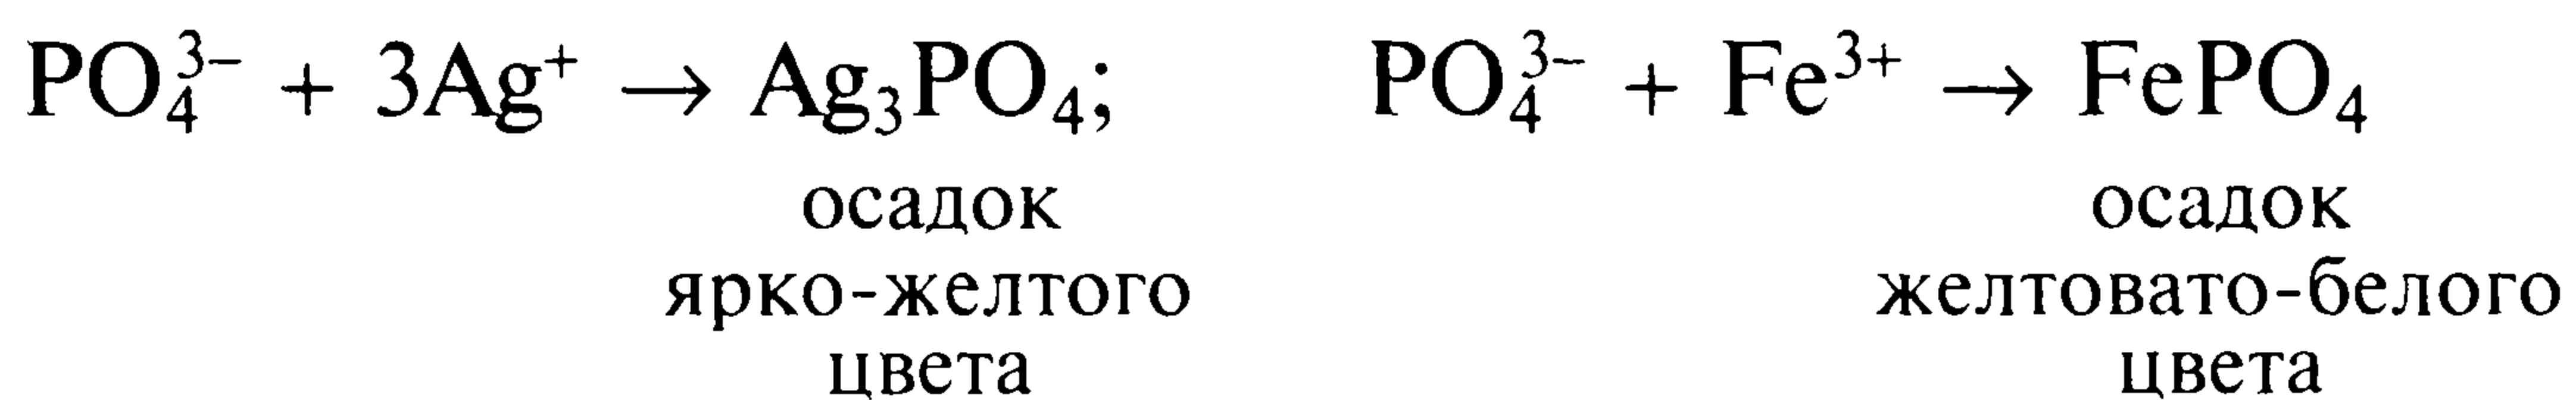 PO₄³⁻ + 3Ag⁺ → Ag₃PO₄; PO₄³⁻ + Fe³⁺ → FePO₄
осадок осадок
ярко-желтого желтовато-белого
цвета цвета